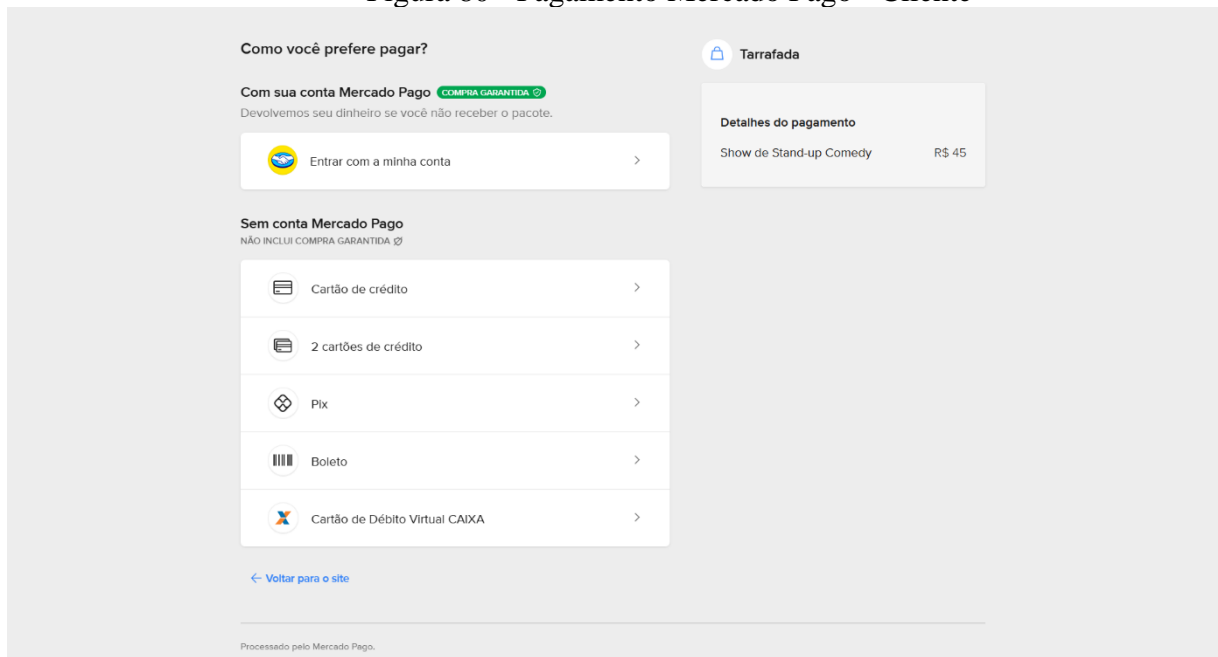 Como você prefere pagar?
Com sua conta Mercado Pago COMPRA GARANTIDA
Devolvemos seu dinheiro se você não receber o pacote.
Entrar com a minha conta
Sem conta Mercado Pago
NÃO INCLUI COMPRA GARANTIDA
Cartão de crédito
2 cartões de crédito
Pix
Boleto
Cartão de Débito Virtual CAIXA
Voltar para o site
Processado pelo Mercado Pago.
Tarrafada
Detalhes do pagamento
Show de Stand-up Comedy R$ 45